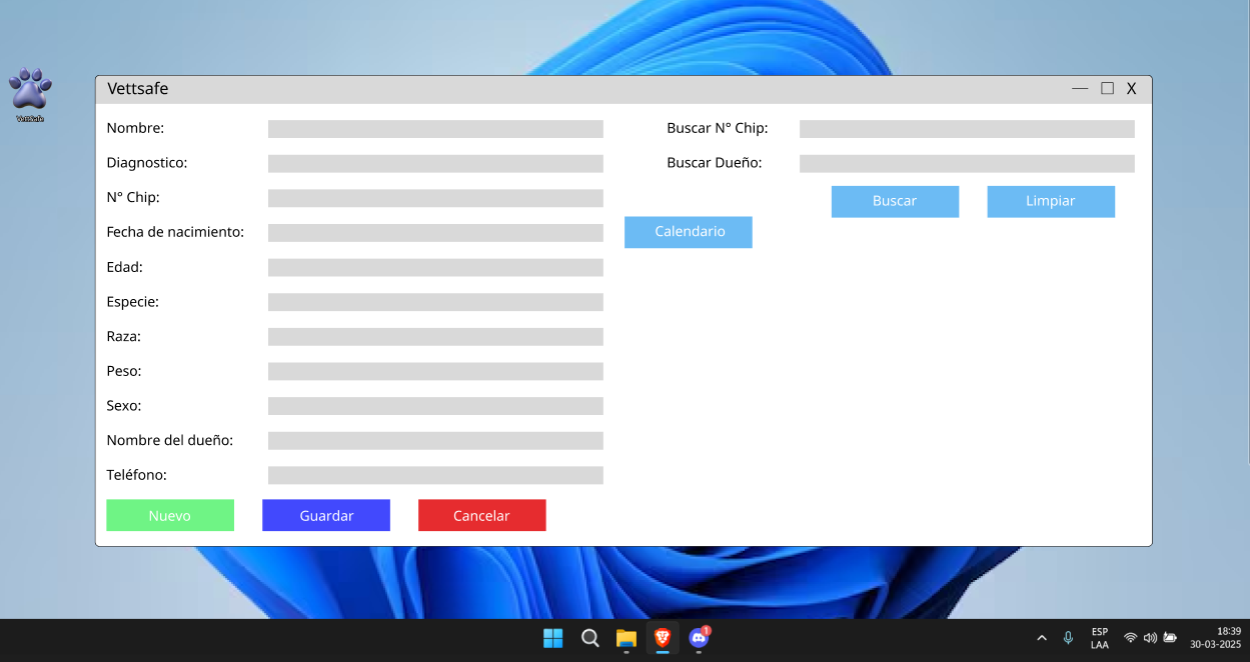 VettSafe
Vettsafe
Nombre:
Diagnostico:
N° Chip:
Fecha de nacimiento:
Edad:
Especie:
Raza:
Peso:
Sexo:
Nombre del dueño:
Teléfono:
Nuevo Guardar Cancelar
Buscar N° Chip:
Buscar Dueño:
Buscar Limpiar
Calendario
1
ESP
LAA
18:39
30-03-2025